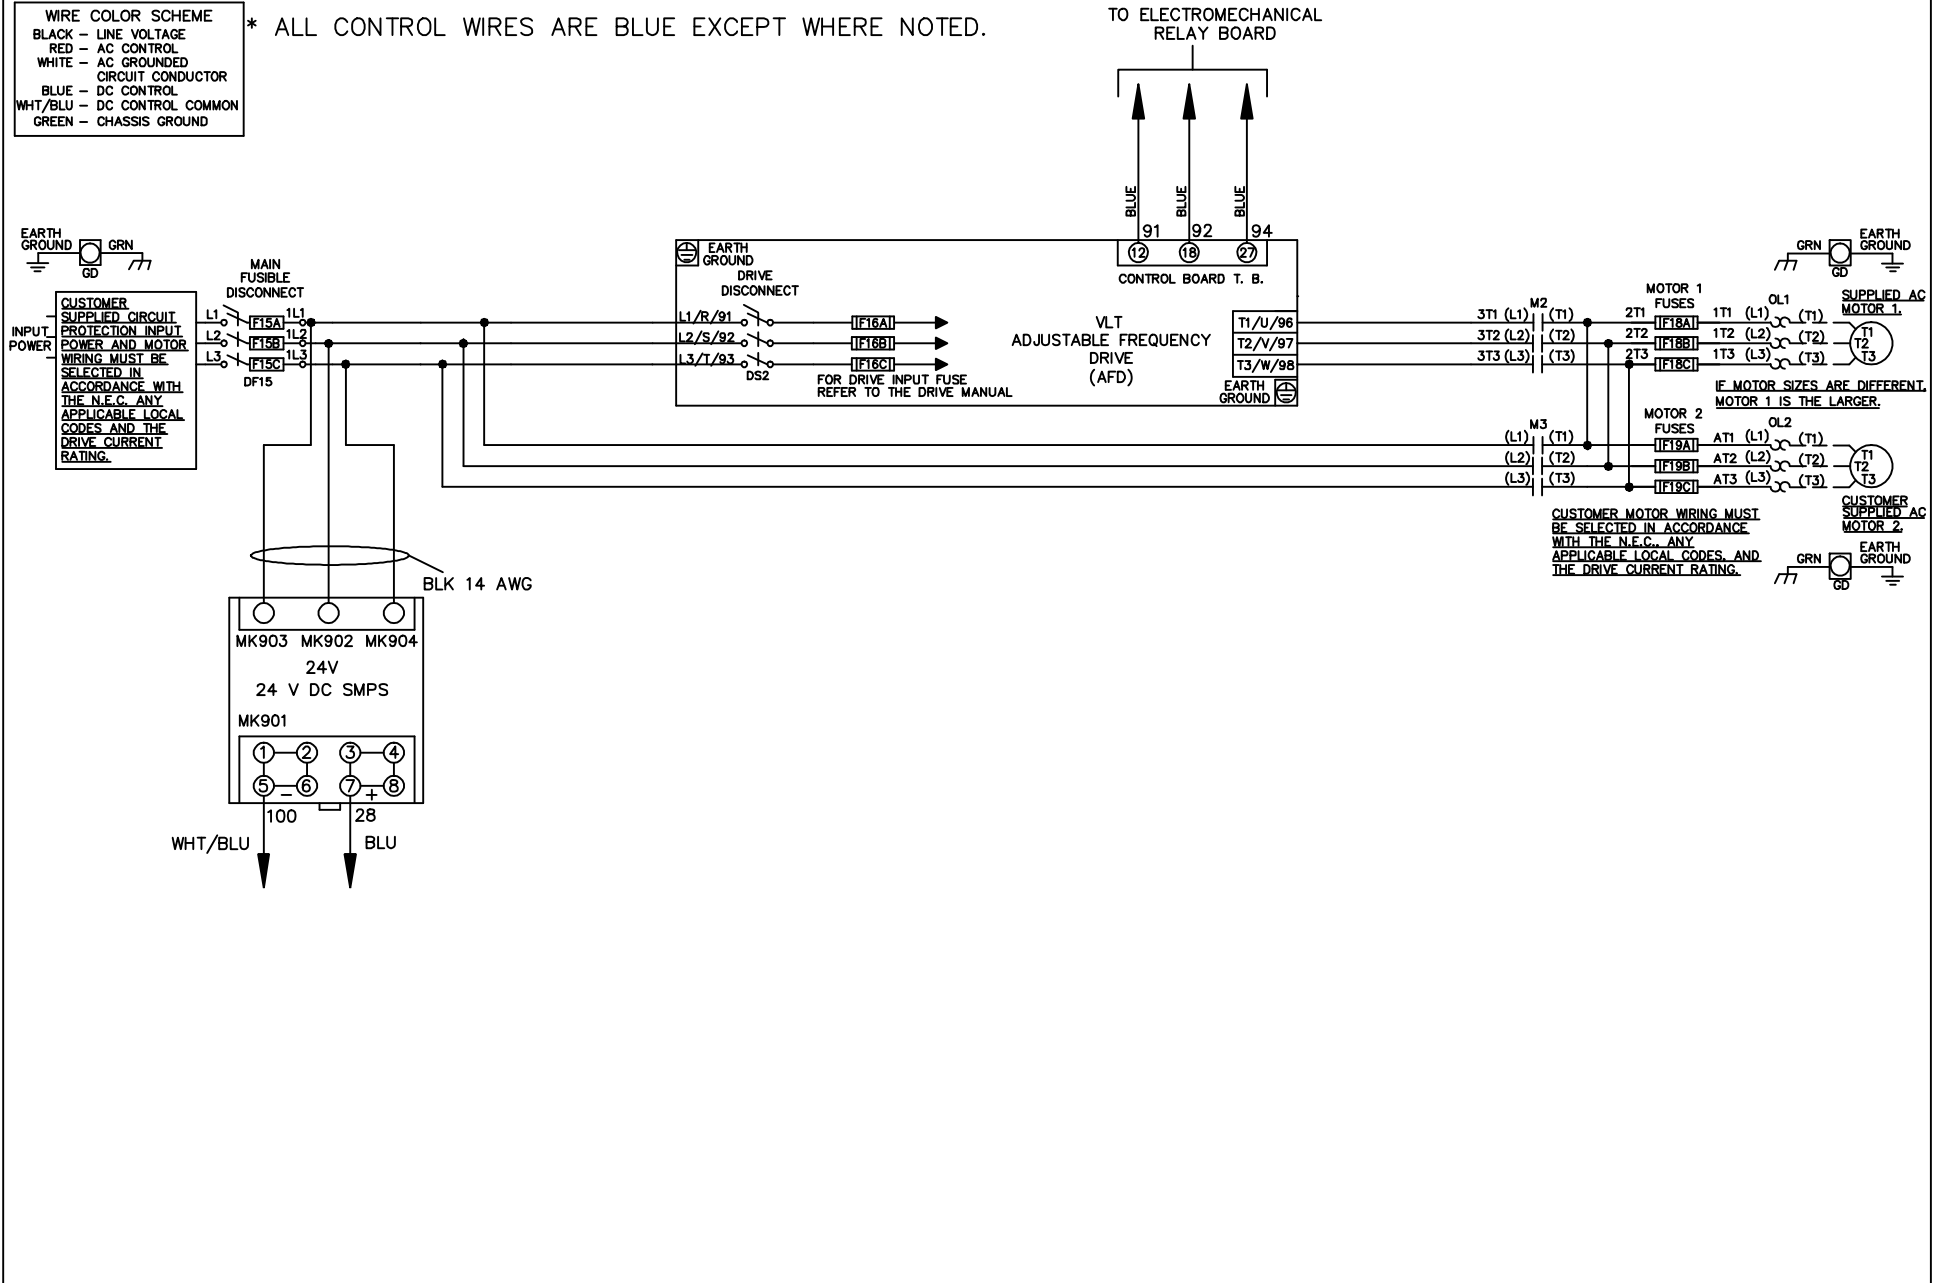 WIRE COLOR SCHEME
BLACK – LINE VOLTAGE
RED – AC CONTROL
WHITE – AC GROUNDED
CIRCUIT CONDUCTOR
BLUE – DC CONTROL
WHT/BLU – DC CONTROL COMMON
GREEN – CHASSIS GROUND
* ALL CONTROL WIRES ARE BLUE EXCEPT WHERE NOTED.
TO ELECTROMECHANICAL
RELAY BOARD
BLUE
BLUE
BLUE
91
92
94
12
18
27
CONTROL BOARD T. B.
EARTH
GROUND
GRN
GD
INPUT
POWER
CUSTOMER
SUPPLIED CIRCUIT
PROTECTION INPUT
POWER AND MOTOR
WIRING MUST BE
SELECTED IN
ACCORDANCE WITH
THE N.E.C. ANY
APPLICABLE LOCAL
CODES AND THE
DRIVE CURRENT
RATING.
MAIN
FUSIBLE
DISCONNECT
L1 F15A 1L1
L2 F15B 1L2
L3 F15C 1L3
DF15
EARTH
GROUND
DRIVE
DISCONNECT
L1/R/91
L2/S/92
L3/T/93
DS2
F16A
F16B
F16C
FOR DRIVE INPUT FUSE
REFER TO THE DRIVE MANUAL
VLT
ADJUSTABLE FREQUENCY
DRIVE
(AFD)
T1/U/96
T2/V/97
T3/W/98
EARTH
GROUND
M2
3T1 (L1) (T1)
3T2 (L2) (T2)
3T3 (L3) (T3)
MOTOR 1
FUSES
2T1 F18A 1T1 (L1) (T1)
2T2 F18B 1T2 (L2) (T2)
2T3 F18C 1T3 (L3) (T3)
OL1
T1
T2
T3
GRN
EARTH
GROUND
GD
SUPPLIED AC
MOTOR 1.
IF MOTOR SIZES ARE DIFFERENT,
MOTOR 1 IS THE LARGER.
M3
(L1) (T1)
(L2) (T2)
(L3) (T3)
MOTOR 2
FUSES
F19A AT1 (L1) (T1)
F19B AT2 (L2) (T2)
F19C AT3 (L3) (T3)
OL2
T1
T2
T3
CUSTOMER
SUPPLIED AC
MOTOR 2.
CUSTOMER MOTOR WIRING MUST
BE SELECTED IN ACCORDANCE
WITH THE N.E.C., ANY
APPLICABLE LOCAL CODES, AND
THE DRIVE CURRENT RATING.
GRN
EARTH
GROUND
GD
BLK 14 AWG
MK903 MK902 MK904
24V
24 V DC SMPS
MK901
1 2 3 4
5 – 6 7 + 8
100
28
WHT/BLU
BLU